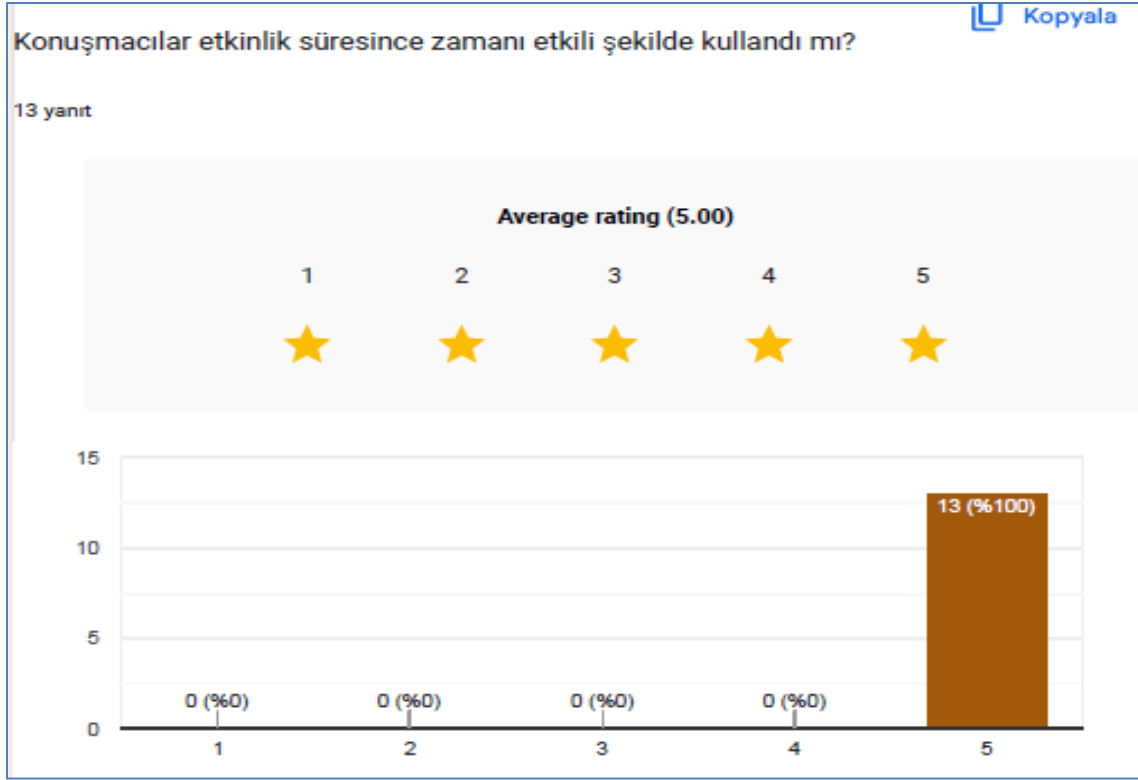 Kopyala
Konuşmacılar etkinlik süresince zamanı etkili şekilde kullandı mı?
13 yanıt
Average rating (5.00)
1 2 3 4 5
15
13 (%100)
10
5
0 (%0) 0 (%0) 0 (%0) 0 (%0)
0
1 2 3 4 5